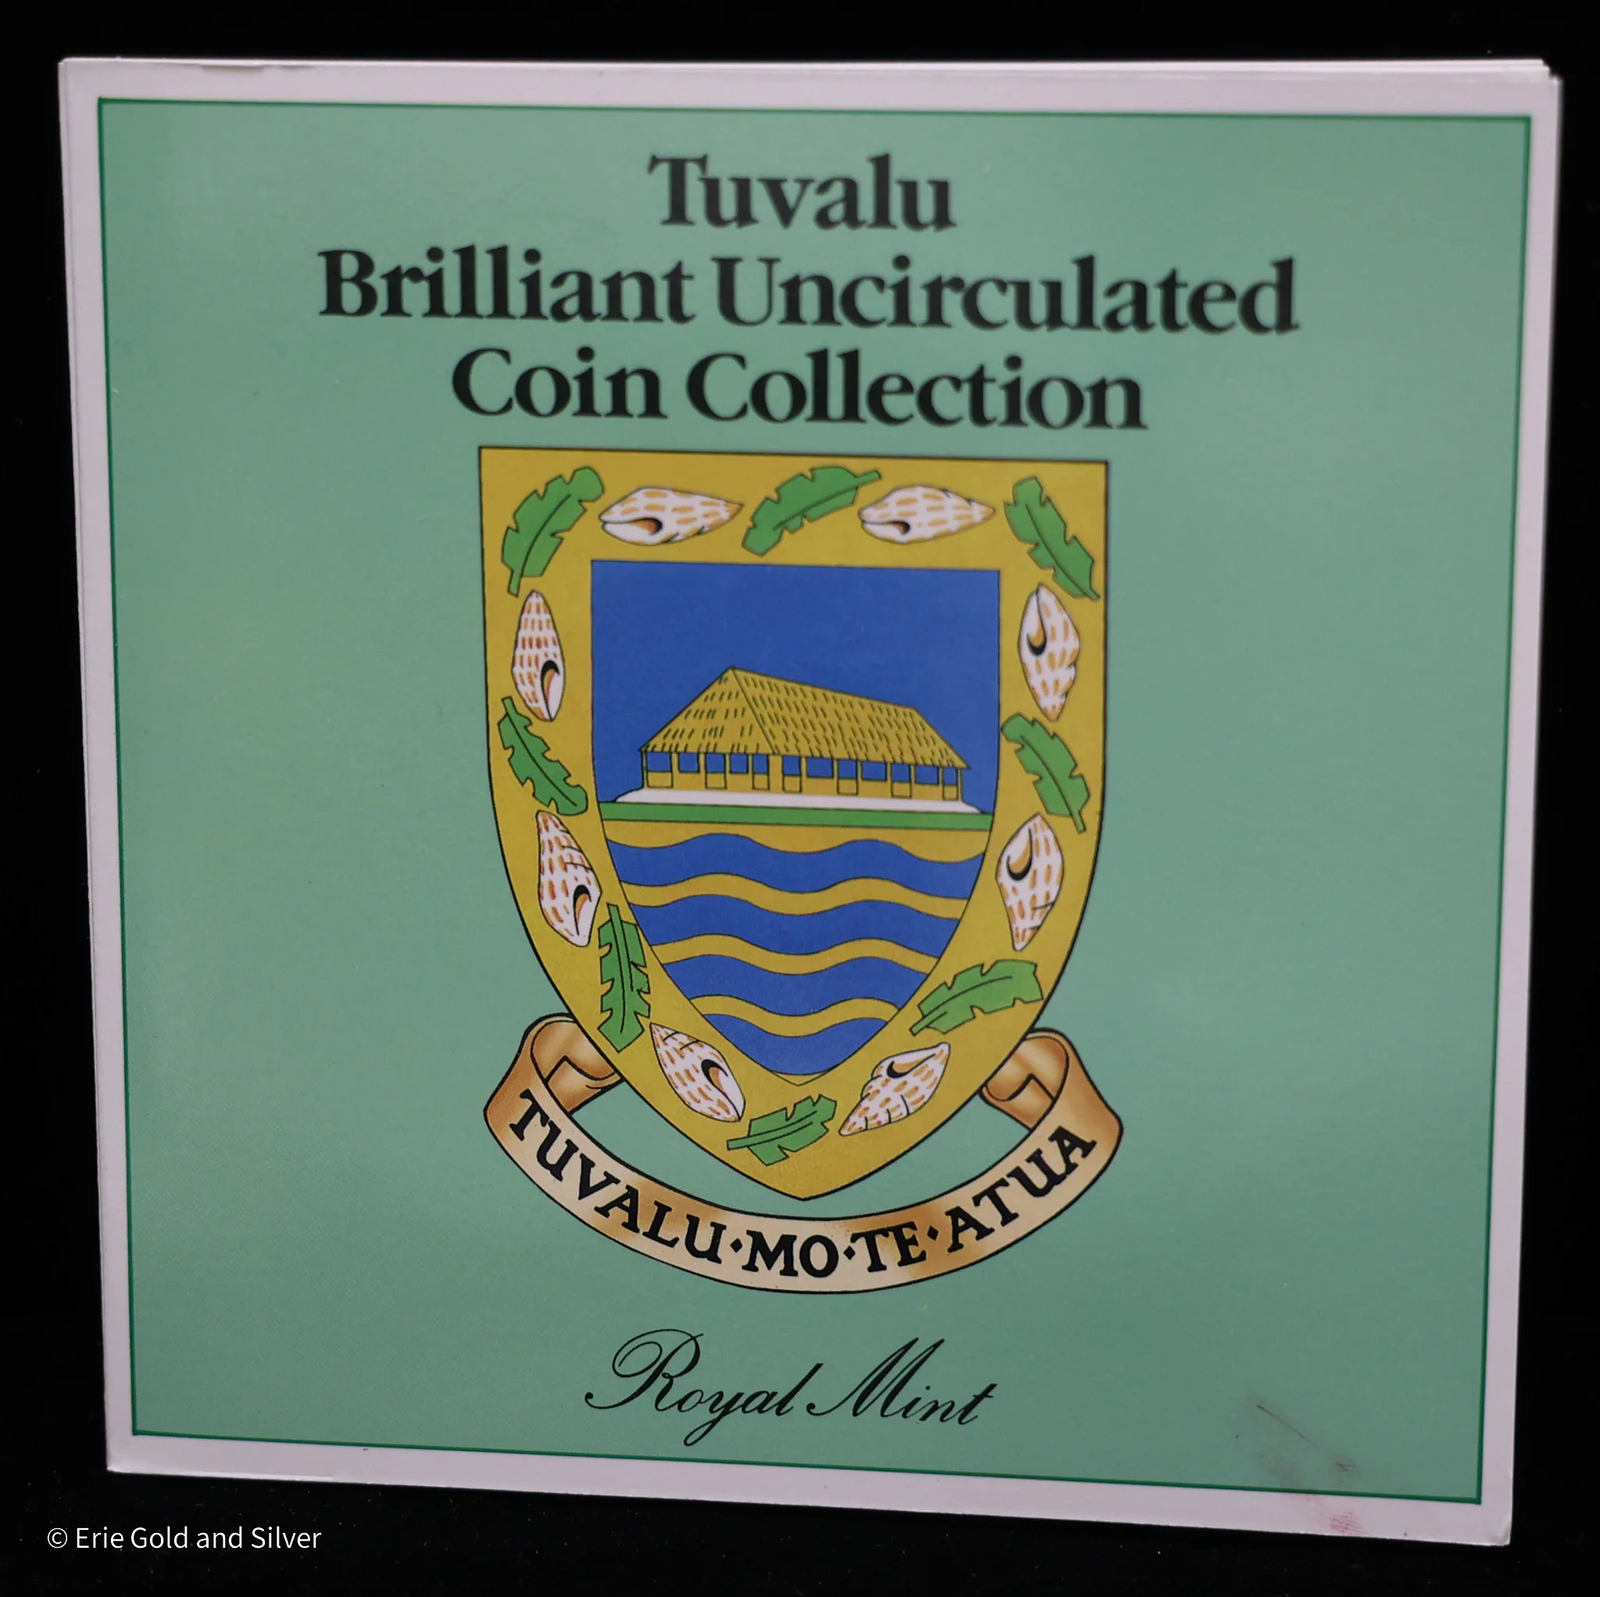 Tuvalu
Brilliant Uncirculated
Coin Collection
TUVALU·MO·TE·ATUA
Royal Mint
© Erie Gold and Silver